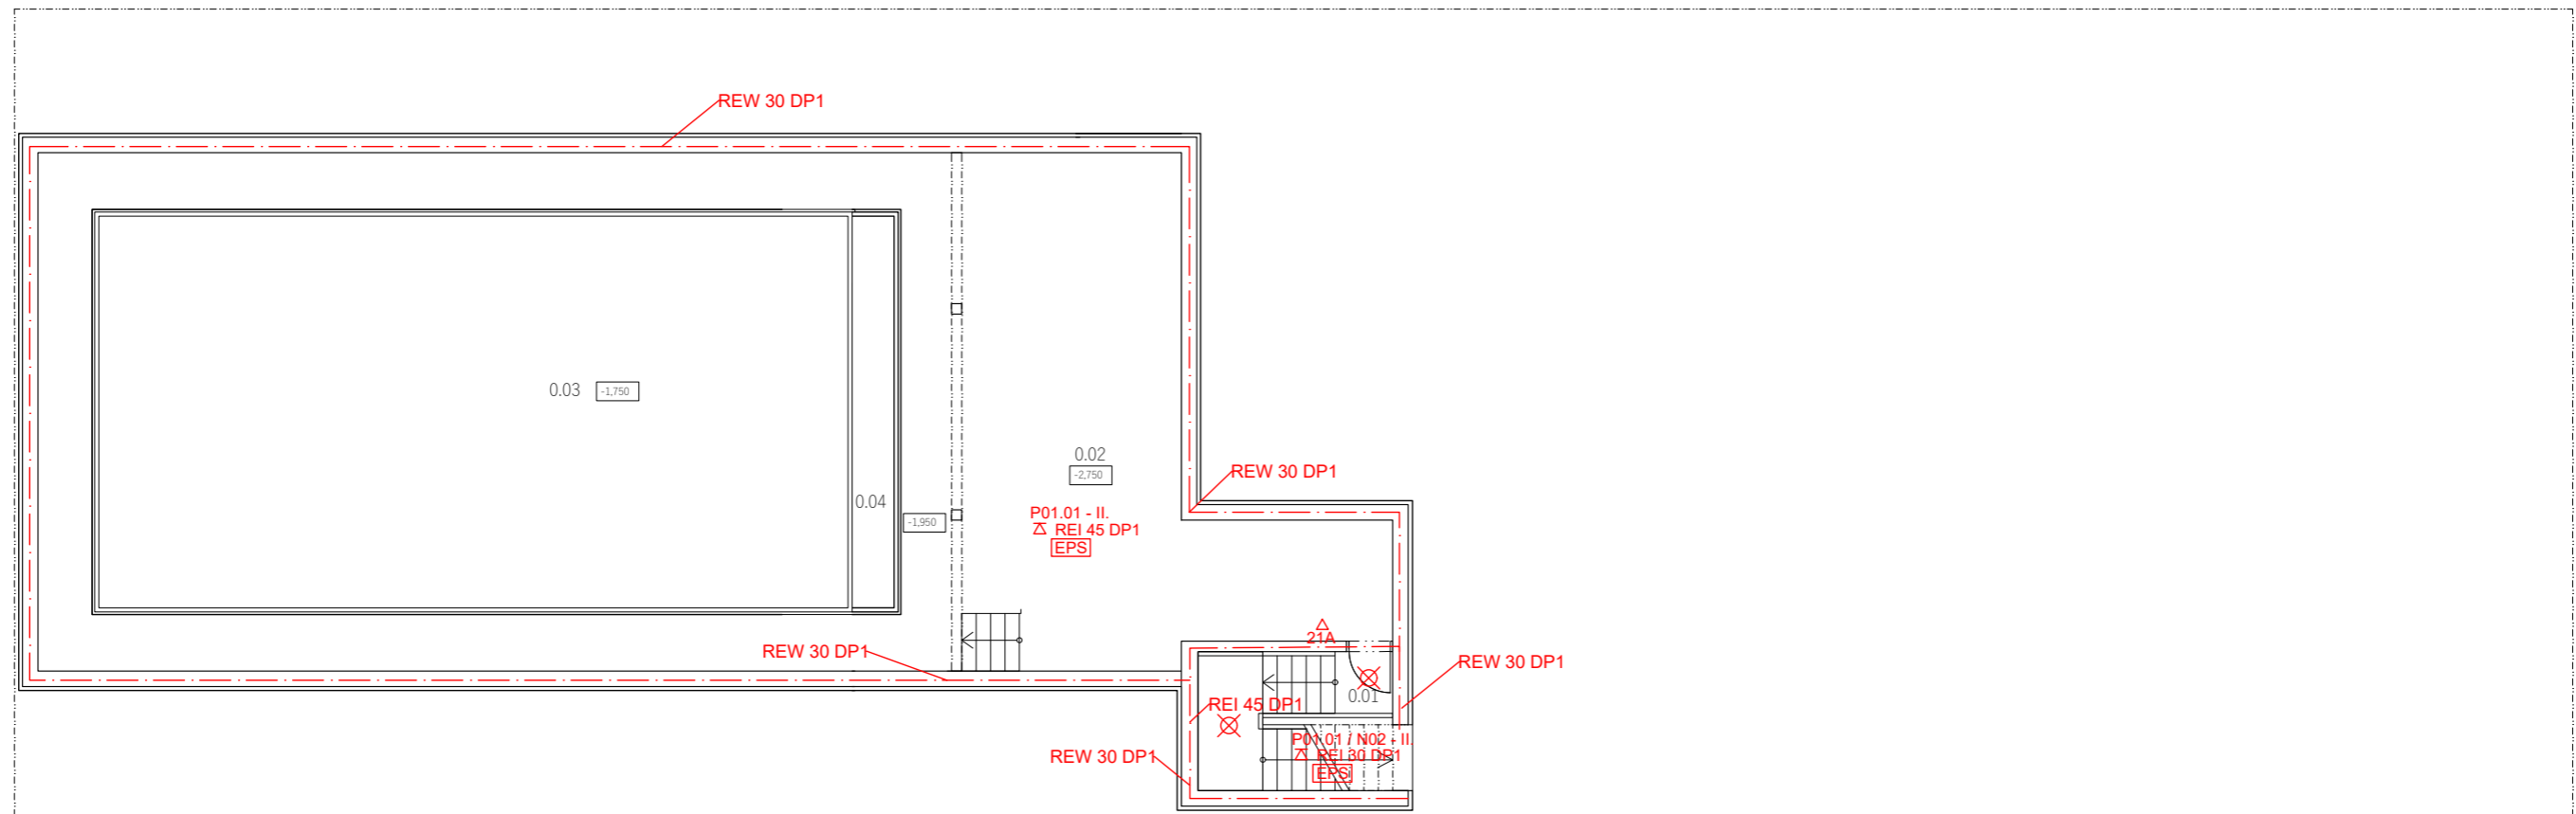 REW 30 DP1
0.03
-1,750
0.02
-2,750
REW 30 DP1
0.04
-1,950
P01.01 - II.
REI 45 DP1
EPS
21A
REW 30 DP1
REW 30 DP1
0.01
REI 45 DP1
P01.01 / N02 - II.
REI 30 DP1
EPS
REW 30 DP1